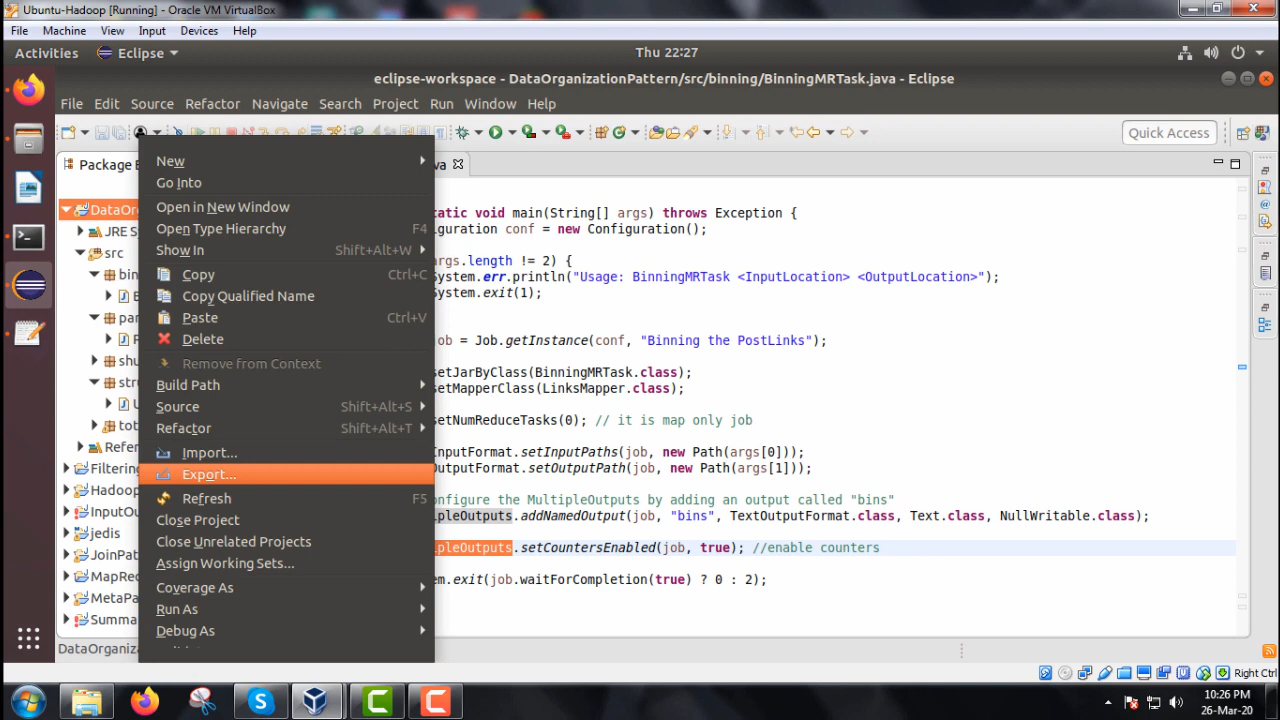 Ubuntu-Hadoop [Running] - Oracle VM VirtualBox
File Machine View Input Devices Help
Activities Eclipse Thu 22:27
eclipse-workspace - DataOrganizationPattern/src/binning/BinningMRTask.java - Eclipse
File Edit Source Refactor Navigate Search Project Run Window Help
Quick Access
Package
New
Go Into
Open in New Window
Open Type Hierarchy F4
Show In Shift+Alt+W
Copy Ctrl+C
Copy Qualified Name
Paste Ctrl+V
Delete
Remove from Context
Build Path
Source Shift+Alt+S
Refactor Shift+Alt+T
Import...
Export...
Refresh F5
Close Project
Close Unrelated Projects
Assign Working Sets...
Coverage As
Run As
Debug As
DataOr
JRE S
src
bin
par
shu
stru
tot
Refer
Filtering
Hadoop
InputOu
jedis
JoinPat
MapRed
MetaPa
Summa
DataOrganiza
tatic void main(String[] args) throws Exception {
iguration conf = new Configuration();
rgs.length != 2) {
System.err.println("Usage: BinningMRTask <InputLocation> <OutputLocation>");
System.exit(1);
ob = Job.getInstance(conf, "Binning the PostLinks");
setJarByClass(BinningMRTask.class);
setMapperClass(LinksMapper.class);
setNumReduceTasks(0); // it is map only job
InputFormat.setInputPaths(job, new Path(args[0]));
OutputFormat.setOutputPath(job, new Path(args[1]));
onfigure the MultipleOutputs by adding an output called "bins"
ipleOutputs.addNamedOutput(job, "bins", TextOutputFormat.class, Text.class, NullWritable.class);
ipleOutputs.setCountersEnabled(job, true); //enable counters
em.exit(job.waitForCompletion(true) ? 0 : 2);
Right Ctrl
10:26 PM
26-Mar-20